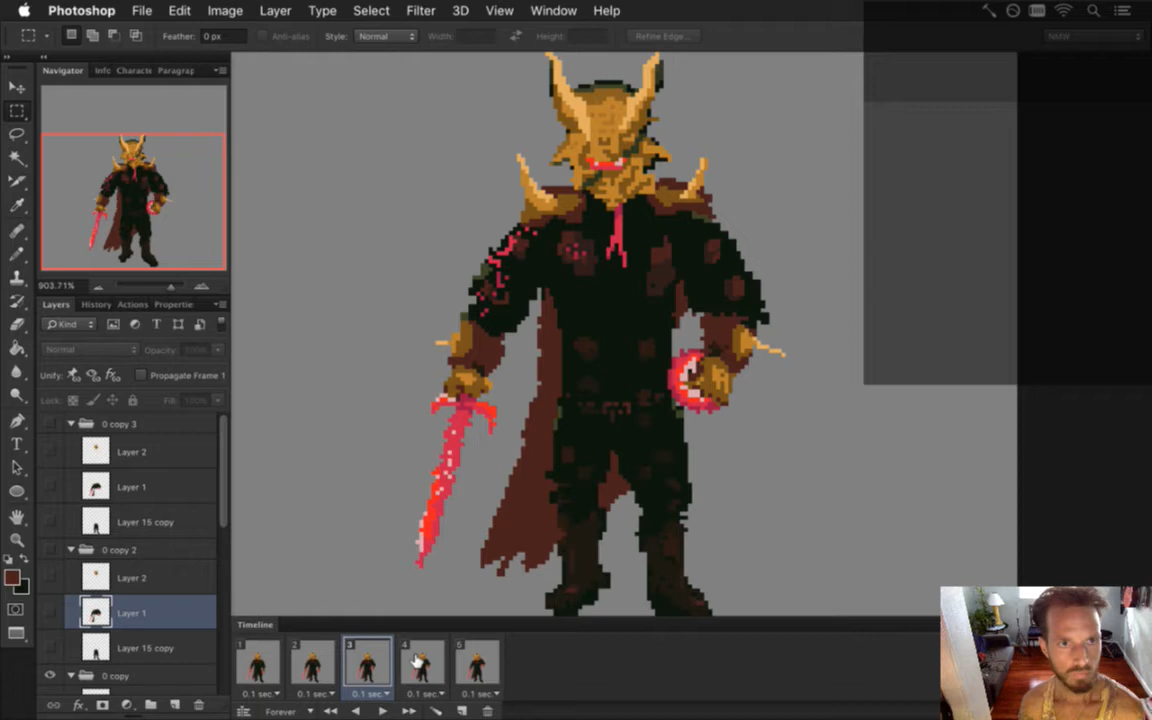 Photoshop File Edit Image Layer Type Select Filter 3D View Window Help
Feather: 0 px Anti-alias Style: Normal Width: Height: Refine Edge...
Navigator Info Characte Paragrap
903.71%
Layers History Actions Propertie
Kind
Normal Opacity: 100%
Unify: Propagate Frame 1
Lock: Fill: 100%
0 copy 3
Layer 2
Layer 1
Layer 15 copy
0 copy 2
Layer 2
Layer 1
Layer 15 copy
0 copy
Timeline
1 2 3 4 5
0.1 sec. 0.1 sec. 0.1 sec. 0.1 sec. 0.1 sec.
Forever